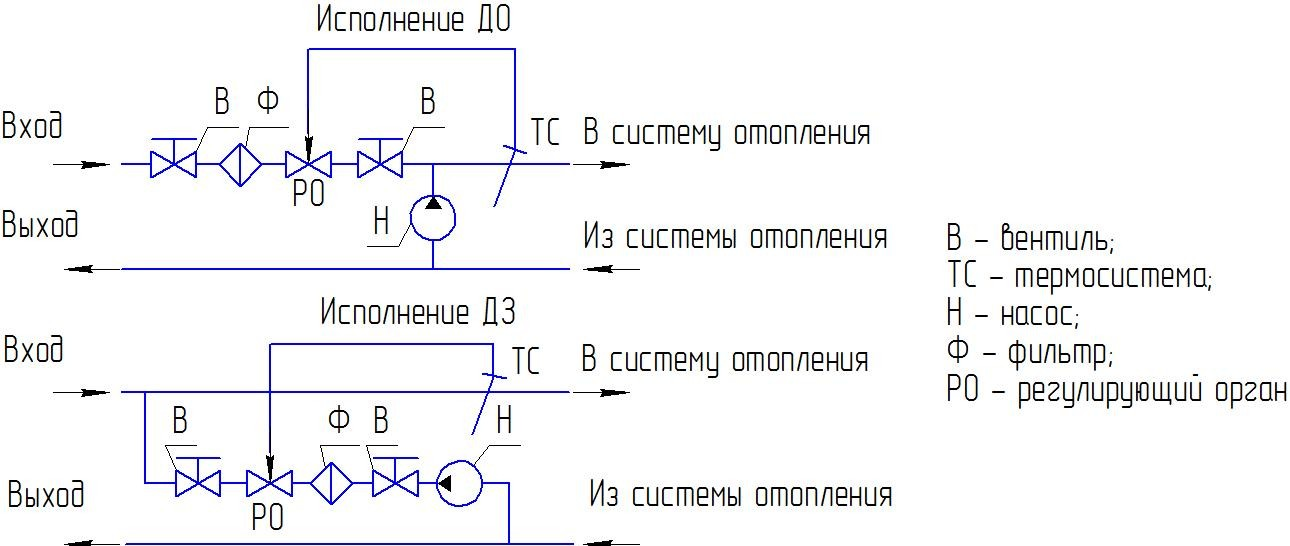 Исполнение ДО
В
Ф
В
Вход
ТС
В систему отопления
РО
Выход
Н
Из системы отопления
Исполнение ДЗ
Вход
ТС
В систему отопления
В
Ф
В
Н
РО
Выход
Из системы отопления
В – вентиль;
ТС – термосистема;
Н – насос;
Ф – фильтр;
РО – регулирующий орган